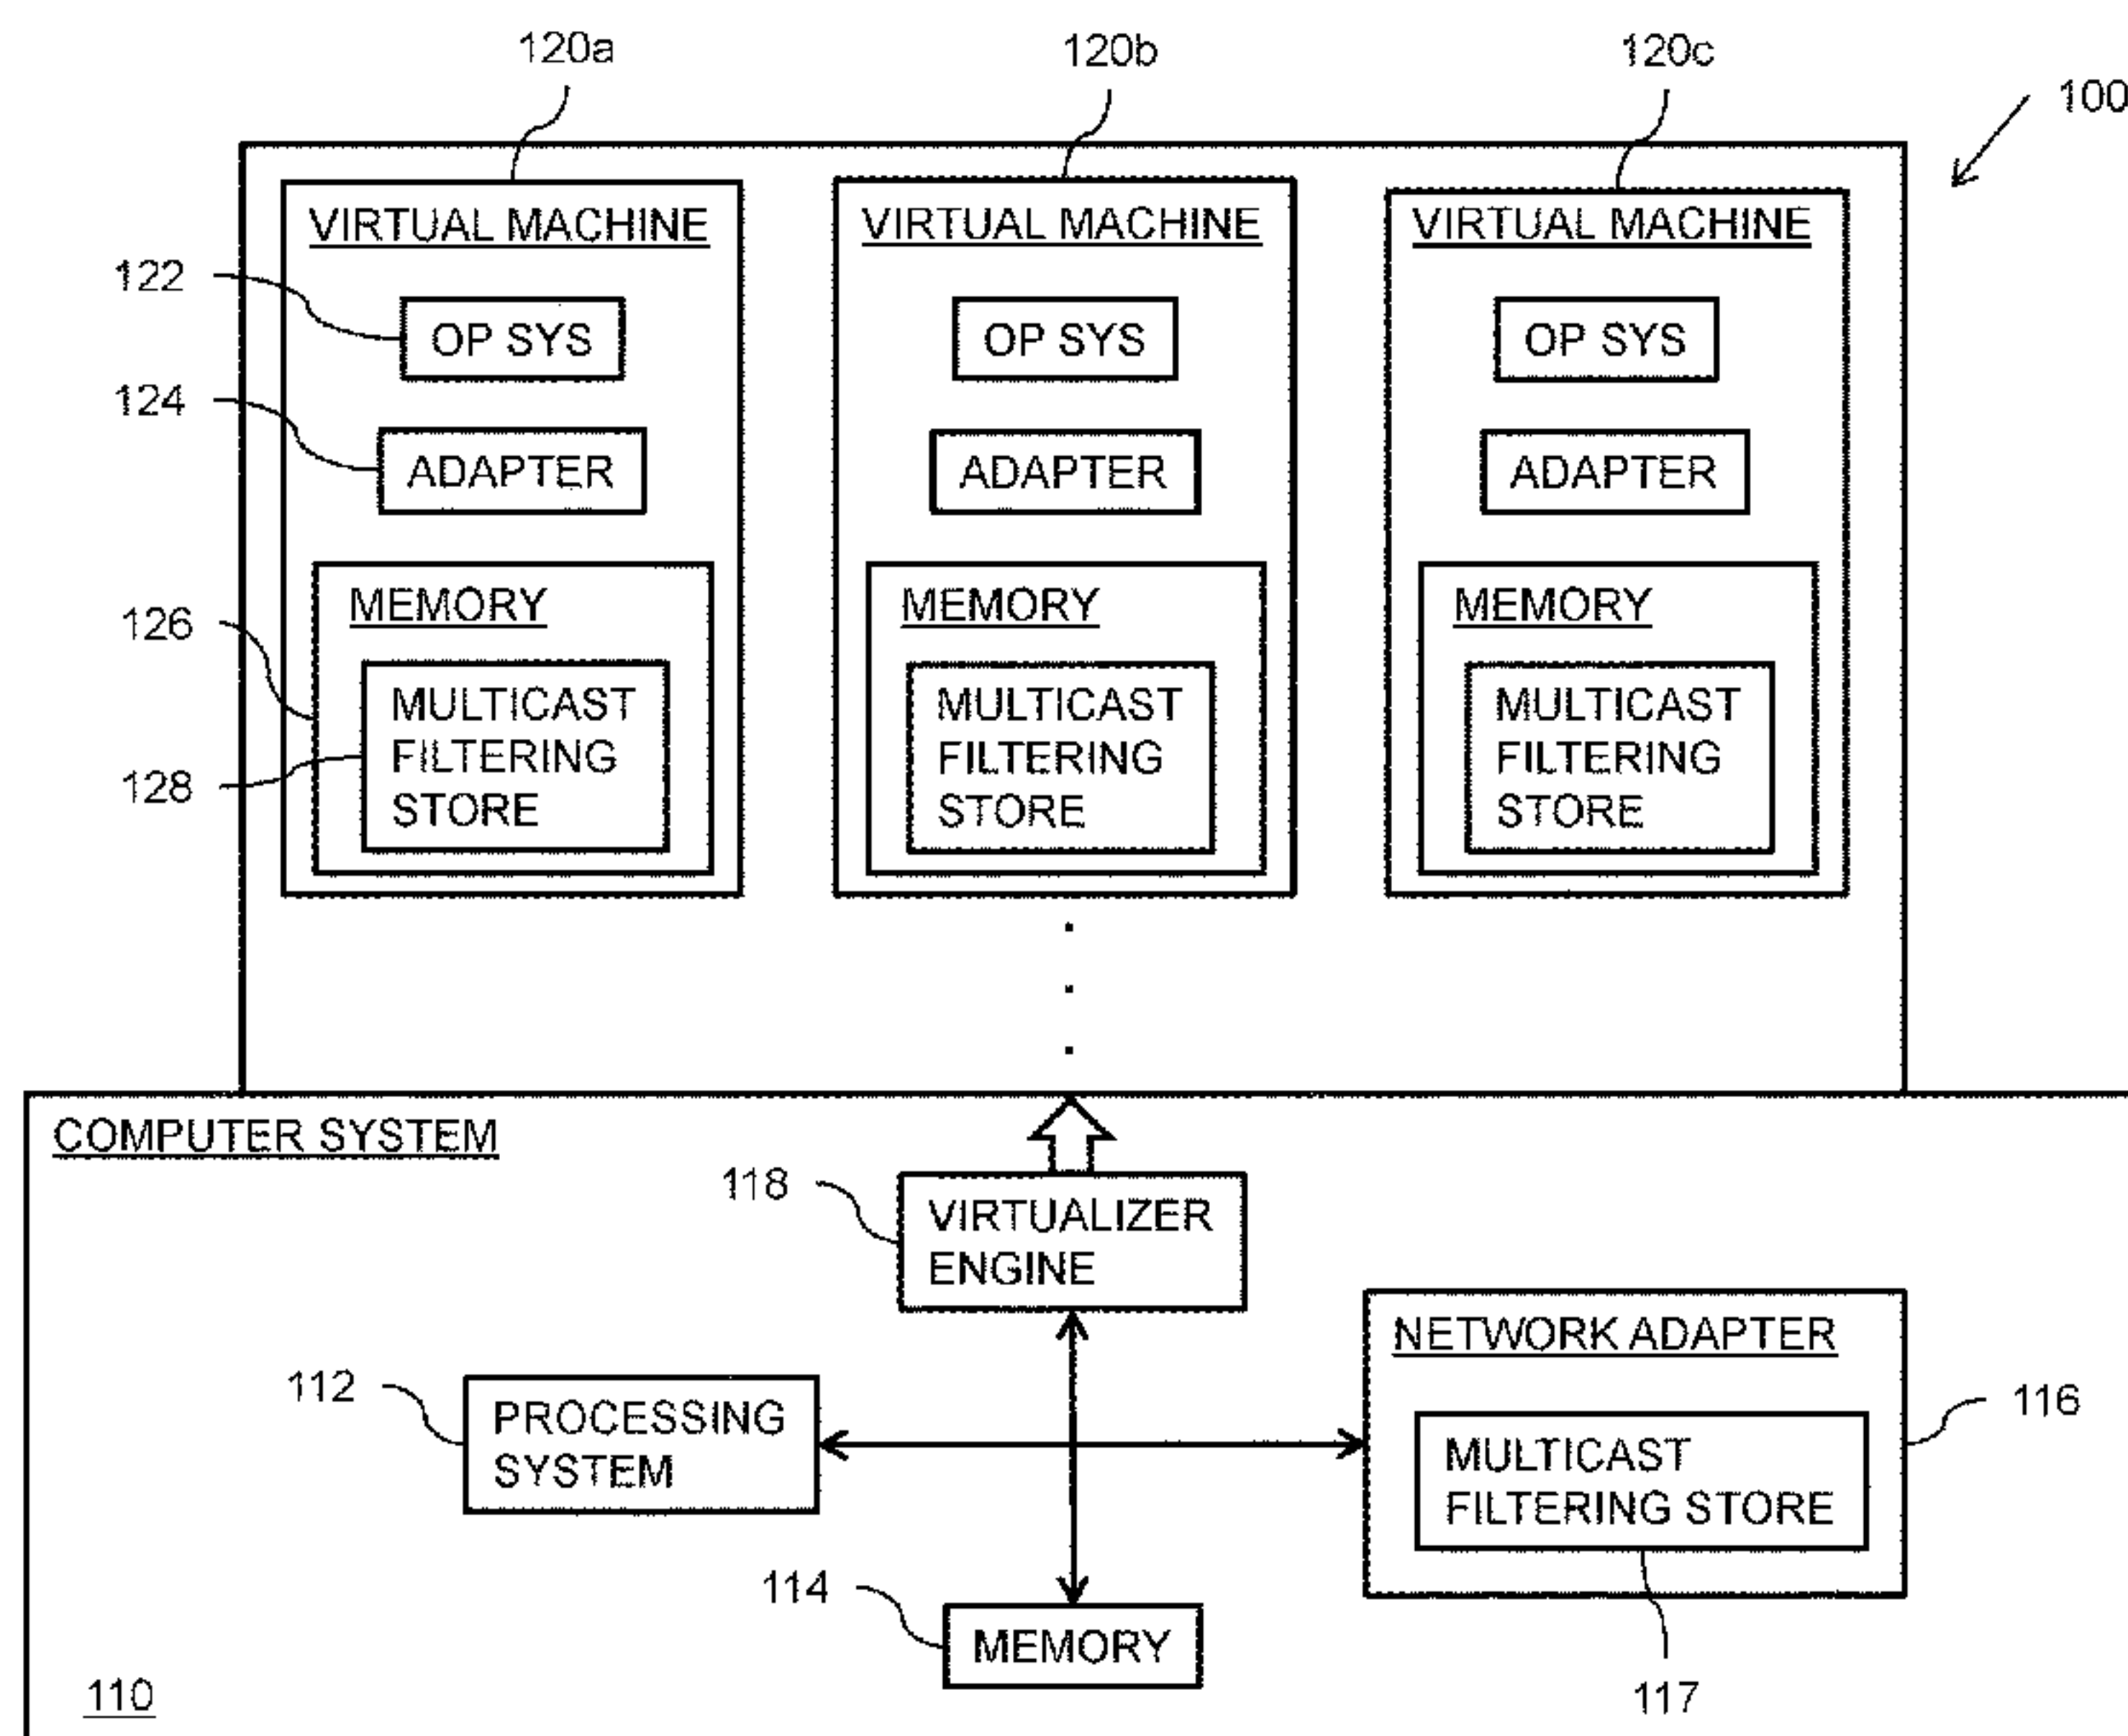 120a
120b
120c
100
VIRTUAL MACHINE
VIRTUAL MACHINE
VIRTUAL MACHINE
122
OP SYS
OP SYS
OP SYS
124
ADAPTER
ADAPTER
ADAPTER
126
MEMORY
MEMORY
MEMORY
128
MULTICAST
FILTERING
STORE
MULTICAST
FILTERING
STORE
MULTICAST
FILTERING
STORE
COMPUTER SYSTEM
118
VIRTUALIZER
ENGINE
NETWORK ADAPTER
112
PROCESSING
SYSTEM
116
MULTICAST
FILTERING STORE
114
MEMORY
117
110